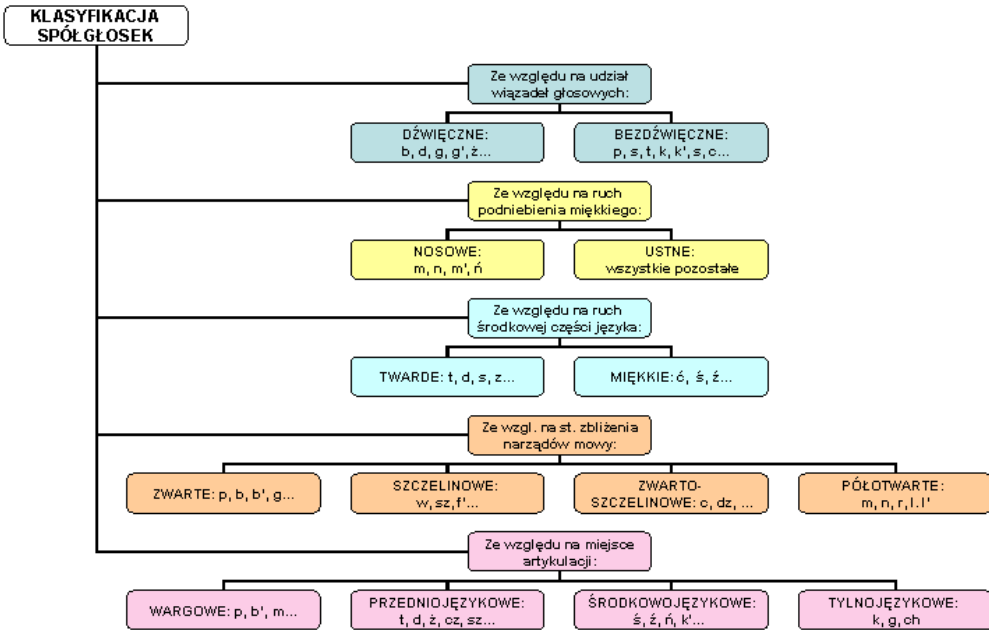 KLASYFIKACJA
SPÓŁGŁOSEK
Ze względu na udział
wiązadeł głosowych:
DŹWIĘCZNE:
b, d, g, g', ż...
BEZDŹWIĘCZNE:
p, s, t, k, k', s, c...
Ze względu na ruch
podniebienia miękkiego:
NOSOWE:
m, n, m', ń
USTNE:
wszystkie pozostałe
Ze względu na ruch
środkowej części języka:
TWARDE: t, d, s, z...
MIĘKKIE: ć, ś, ź...
Ze wzgl. na st. zbliżenia
narządów mowy:
ZWARTE: p, b, b', g...
SZCZELINOWE:
w, sz, f'...
ZWARTO-
SZCZELINOWE: c, dz, ...
PÓŁOTWARTE:
m, n, r, l. l'
Ze względu na miejsce
artykulacji:
WARGOWE: p, b', m...
PRZEDNIOJĘZYKOWE:
t, d, ż, cz, sz...
ŚRODKOWOJĘZYKOWE:
ś, ź, ń, k'...
TYLNOJĘZYKOWE:
k, g, ch